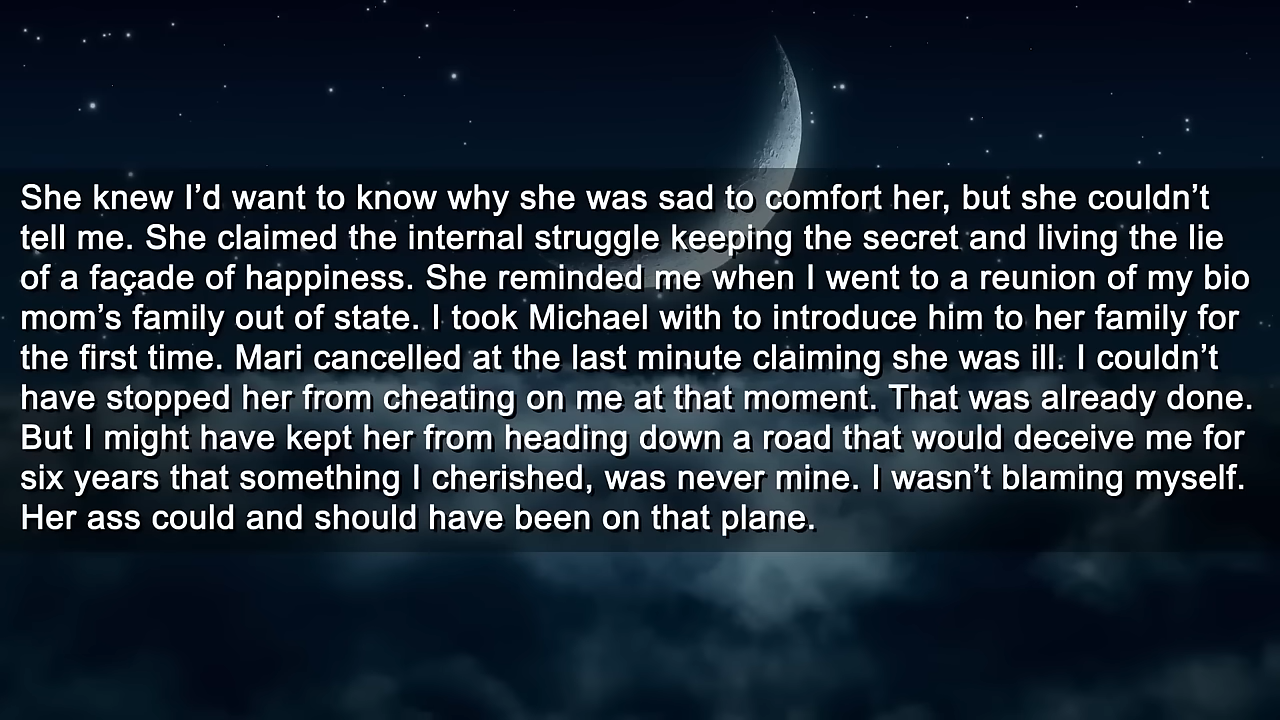 She knew I’d want to know why she was sad to comfort her, but she couldn’t
tell me. She claimed the internal struggle keeping the secret and living the lie
of a façade of happiness. She reminded me when I went to a reunion of my bio
mom’s family out of state. I took Michael with to introduce him to her family for
the first time. Mari cancelled at the last minute claiming she was ill. I couldn’t
have stopped her from cheating on me at that moment. That was already done.
But I might have kept her from heading down a road that would deceive me for
six years that something I cherished, was never mine. I wasn’t blaming myself.
Her ass could and should have been on that plane.